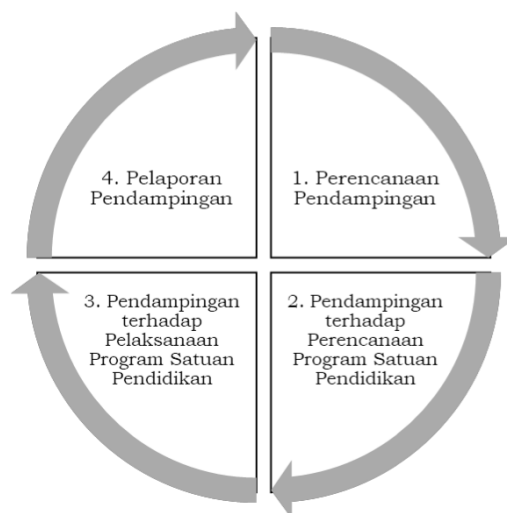 4. Pelaporan
Pendampingan
1. Perencanaan
Pendampingan
3. Pendampingan
terhadap
Pelaksanaan
Program Satuan
Pendidikan
2. Pendampingan
terhadap
Perencanaan
Program Satuan
Pendidikan